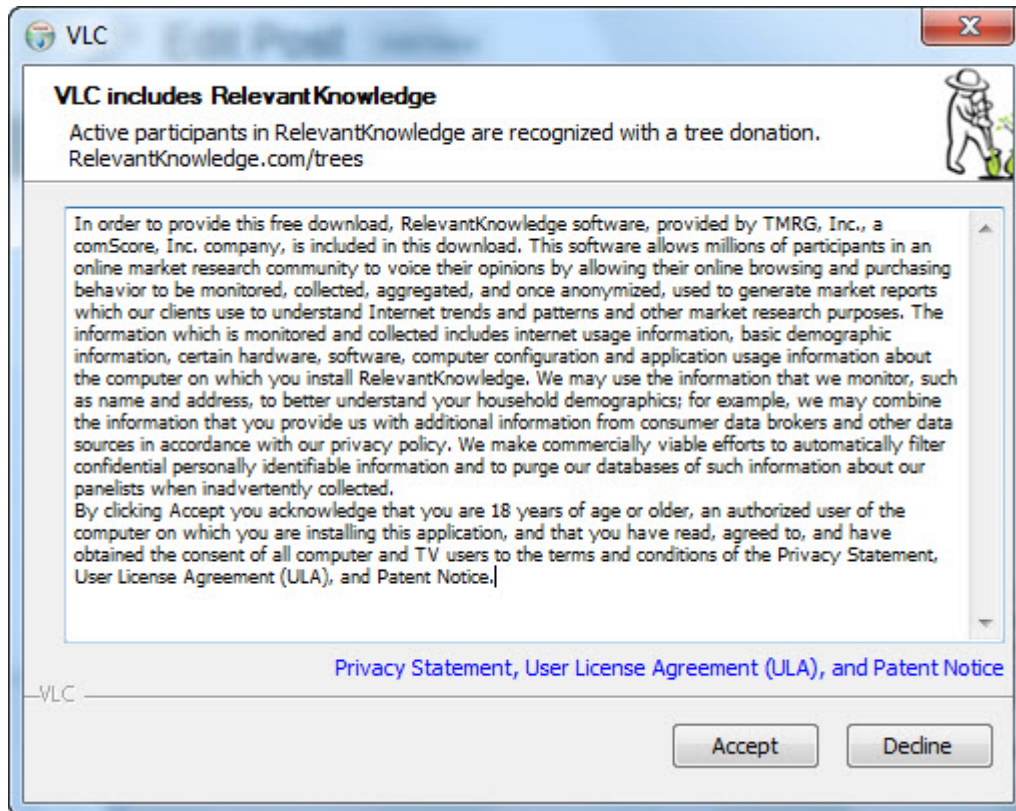 VLC
Edit Post
VLC includes RelevantKnowledge
Active participants in RelevantKnowledge are recognized with a tree donation.
RelevantKnowledge.com/trees
In order to provide this free download, RelevantKnowledge software, provided by TMRG, Inc., a
comScore, Inc. company, is included in this download. This software allows millions of participants in an
online market research community to voice their opinions by allowing their online browsing and purchasing
behavior to be monitored, collected, aggregated, and once anonymized, used to generate market reports
which our clients use to understand Internet trends and patterns and other market research purposes. The
information which is monitored and collected includes internet usage information, basic demographic
information, certain hardware, software, computer configuration and application usage information about
the computer on which you install RelevantKnowledge. We may use the information that we monitor, such
as name and address, to better understand your household demographics; for example, we may combine
the information that you provide us with additional information from consumer data brokers and other data
sources in accordance with our privacy policy. We make commercially viable efforts to automatically filter
confidential personally identifiable information and to purge our databases of such information about our
panelists when inadvertently collected.
By clicking Accept you acknowledge that you are 18 years of age or older, an authorized user of the
computer on which you are installing this application, and that you have read, agreed to, and have
obtained the consent of all computer and TV users to the terms and conditions of the Privacy Statement,
User License Agreement (ULA), and Patent Notice.
Privacy Statement, User License Agreement (ULA), and Patent Notice
VLC
Accept
Decline